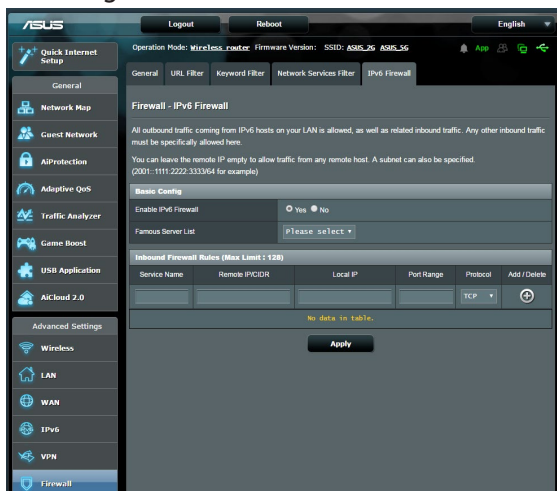 ASUS
Logout
Reboot
English
Quick Internet Setup
Operation Mode: Wireless router Firmware Version: SSID: ASUS_2G ASUS_5G
App
General
URL Filter
Keyword Filter
Network Services Filter
IPv6 Firewall
General
Network Map
Guest Network
AiProtection
Adaptive QoS
Traffic Analyzer
Game Boost
USB Application
AiCloud 2.0
Advanced Settings
Wireless
LAN
WAN
IPv6
VPN
Firewall
Firewall - IPv6 Firewall
All outbound traffic coming from IPv6 hosts on your LAN is allowed, as well as related inbound traffic. Any other inbound traffic
must be specifically allowed here.
You can leave the remote IP empty to allow traffic from any remote host. A subnet can also be specified.
(2001::1111:2222:3333/64 for example)
Basic Config
Enable IPv6 Firewall
Yes No
Famous Server List
Please select
Inbound Firewall Rules (Max Limit : 128)
Service Name Remote IP/CIDR Local IP Port Range Protocol Add / Delete
TCP
No data in table.
Apply